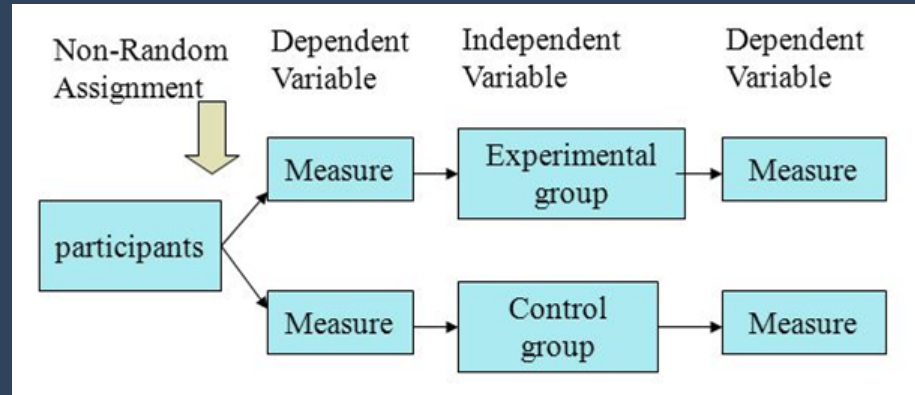 Non-Random
Assignment
Dependent
Variable
Independent
Variable
Dependent
Variable
participants
Measure
Experimental
group
Measure
Measure
Control
group
Measure